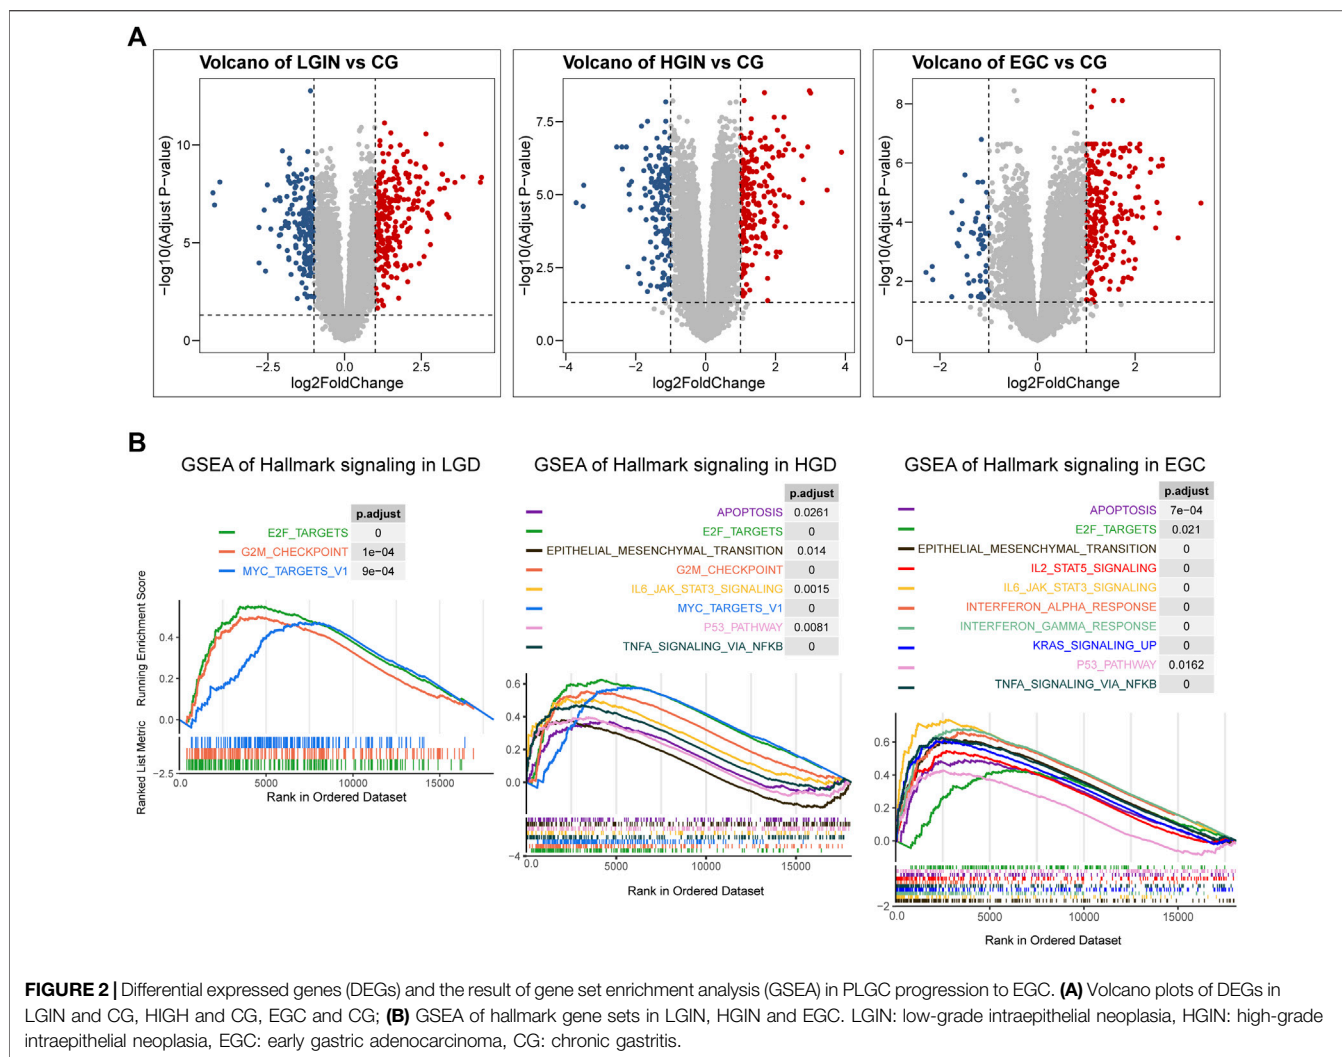 A
Volcano of LGIN vs CG
−log10(Adjust P−value)
10
5
0
−2.5
0.0
2.5
log2FoldChange
Volcano of HGIN vs CG
−log10(Adjust P−value)
7.5
5.0
2.5
0.0
−4
−2
0
2
4
log2FoldChange
Volcano of EGC vs CG
−log10(Adjust P−value)
8
6
4
2
0
−2
−1
0
1
2
3
log2FoldChange
B
GSEA of Hallmark signaling in LGD
p.adjust
E2F_TARGETS 0
G2M_CHECKPOINT 1e−04
MYC_TARGETS_V1 9e−04
Running Enrichment Score
0.4
0.2
0.0
Ranked List Metric
−2.5
5000
10000
15000
Rank in Ordered Dataset
GSEA of Hallmark signaling in HGD
p.adjust
APOPTOSIS 0.0261
E2F_TARGETS 0
EPITHELIAL_MESENCHYMAL_TRANSITION 0.014
G2M_CHECKPOINT 0
IL6_JAK_STAT3_SIGNALING 0.0015
MYC_TARGETS_V1 0
P53_PATHWAY 0.0081
TNFA_SIGNALING_VIA_NFKB 0
0.6
0.4
0.2
0.0
−4
0.0
5000
10000
15000
Rank in Ordered Dataset
GSEA of Hallmark signaling in EGC
p.adjust
APOPTOSIS 7e−04
E2F_TARGETS 0.021
EPITHELIAL_MESENCHYMAL_TRANSITION 0
IL2_STAT5_SIGNALING 0
IL6_JAK_STAT3_SIGNALING 0
INTERFERON_ALPHA_RESPONSE 0
INTERFERON_GAMMA_RESPONSE 0
KRAS_SIGNALING_UP 0
P53_PATHWAY 0.0162
TNFA_SIGNALING_VIA_NFKB 0
0.6
0.4
0.2
0.0
−2
0.0
5000
10000
15000
Rank in Ordered Dataset
FIGURE 2 | Differential expressed genes (DEGs) and the result of gene set enrichment analysis (GSEA) in PLGC progression to EGC. (A) Volcano plots of DEGs in
LGIN and CG, HIGH and CG, EGC and CG; (B) GSEA of hallmark gene sets in LGIN, HGIN and EGC. LGIN: low-grade intraepithelial neoplasia, HGIN: high-grade
intraepithelial neoplasia, EGC: early gastric adenocarcinoma, CG: chronic gastritis.